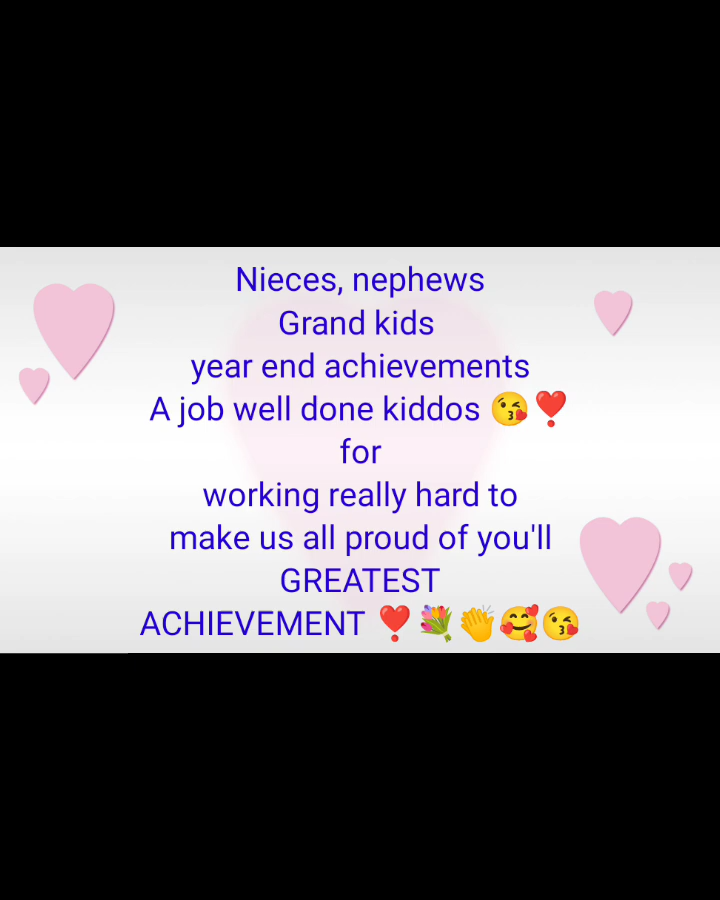 Nieces, nephews
Grand kids
year end achievements
A job well done kiddos 😘❣️
for
working really hard to
make us all proud of you'll
GREATEST
ACHIEVEMENT ❣️💐👏🥰😘